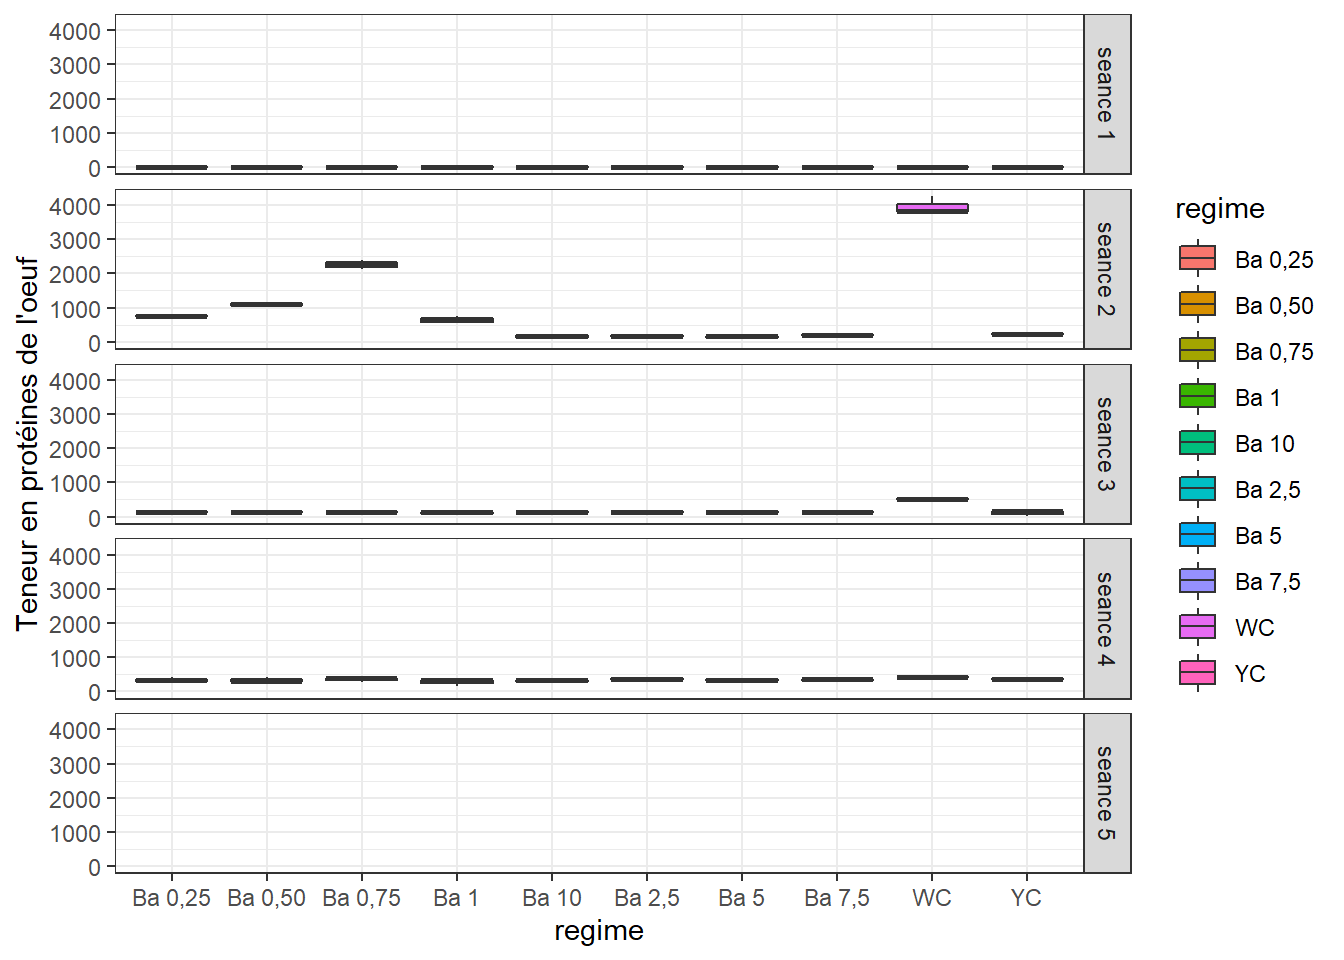 Teneur en protéines de l'oeuf
4000
3000
2000
1000
0
seance 1
4000
3000
2000
1000
0
seance 2
4000
3000
2000
1000
0
seance 3
4000
3000
2000
1000
0
seance 4
4000
3000
2000
1000
0
seance 5
Ba 0,25 Ba 0,50 Ba 0,75 Ba 1 Ba 10 Ba 2,5 Ba 5 Ba 7,5 WC YC
regime
regime
Ba 0,25
Ba 0,50
Ba 0,75
Ba 1
Ba 10
Ba 2,5
Ba 5
Ba 7,5
WC
YC